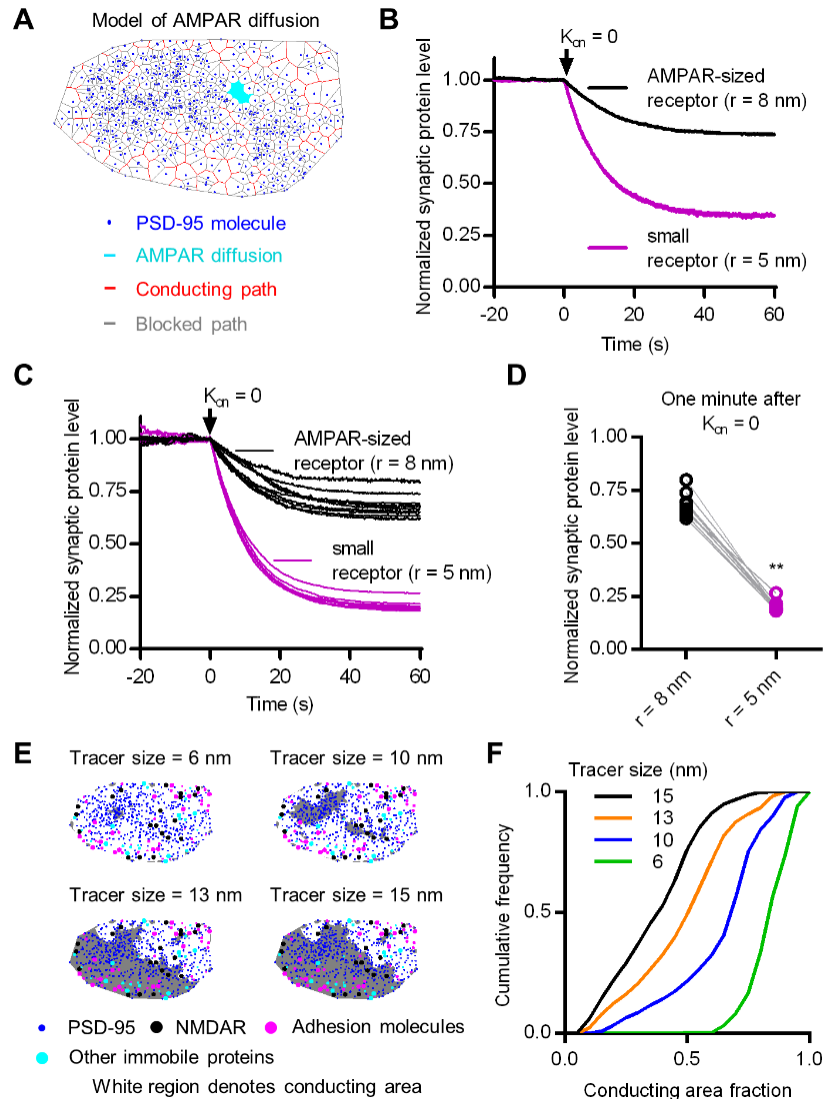 A
Model of AMPAR diffusion
PSD-95 molecule
AMPAR diffusion
Conducting path
Blocked path
B
Normalized synaptic protein level
Kon = 0
1.00
0.75
0.50
0.25
0.00
AMPAR-sized
receptor (r = 8 nm)
small
receptor (r = 5 nm)
-20
0
20
40
60
Time (s)
C
Normalized synaptic protein level
Kon = 0
1.00
0.75
0.50
0.25
0.00
AMPAR-sized
receptor (r = 8 nm)
small
receptor (r = 5 nm)
-20
0
20
40
60
Time (s)
D
One minute after
Kon = 0
Normalized synaptic protein level
1.00
0.75
0.50
0.25
0.00
**
r = 8 nm
r = 5 nm
E
Tracer size = 6 nm
Tracer size = 10 nm
Tracer size = 13 nm
Tracer size = 15 nm
PSD-95
NMDAR
Adhesion molecules
Other immobile proteins
White region denotes conducting area
F
Tracer size (nm)
15
13
10
6
Cumulative frequency
1.0
0.5
0.0
0.0
0.5
1.0
Conducting area fraction